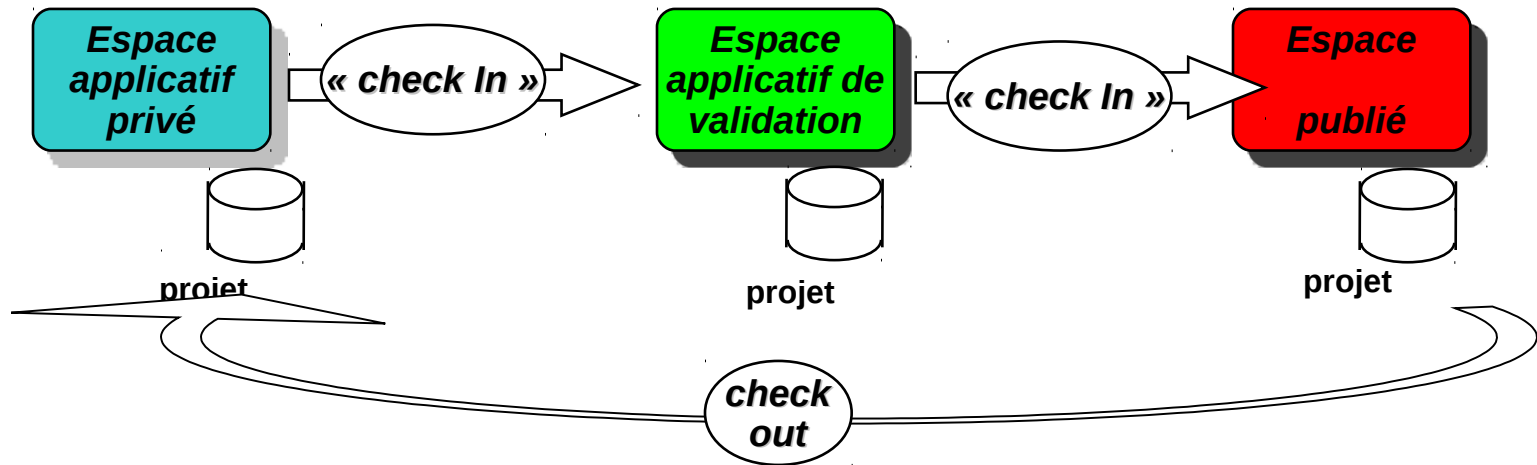 Espace
applicatif
privé
« check In »
Espace
applicatif de
validation
« check In »
Espace
publié
projet
projet
projet
check
out